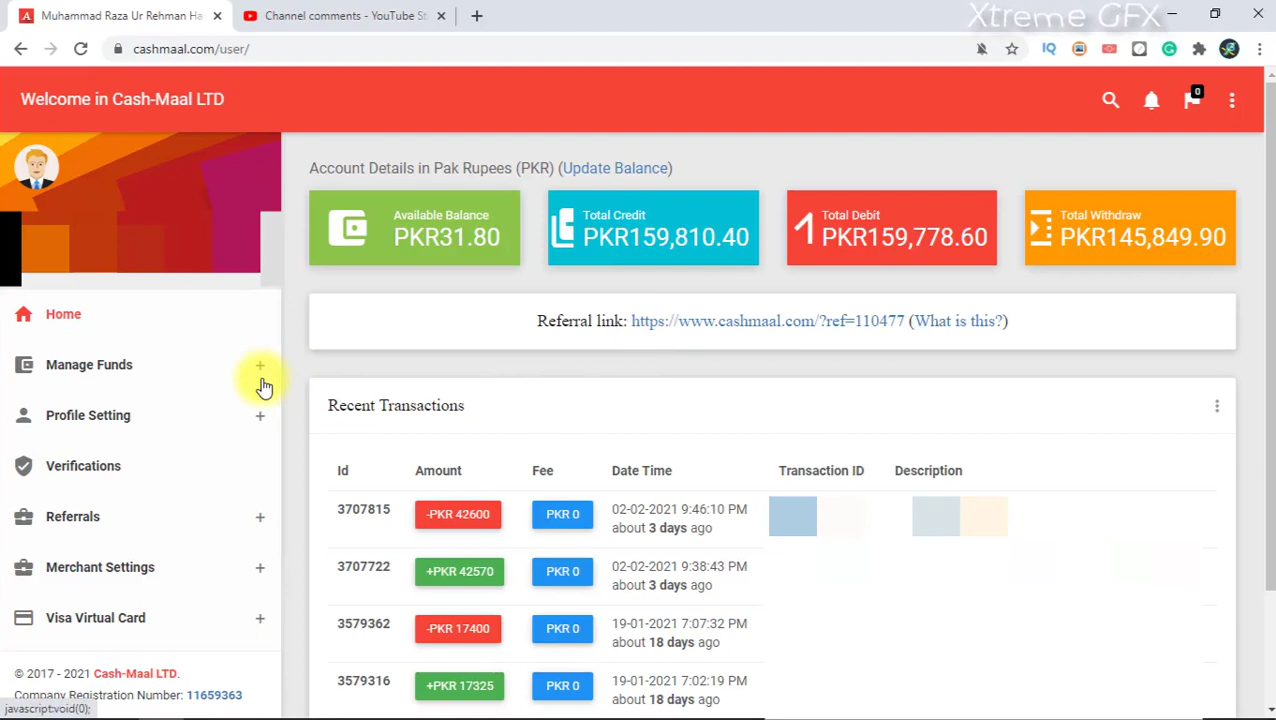 Muhammad Raza Ur Rehman Ha
Channel comments - YouTube St
Xtreme GFX
cashmaal.com/user/
IQ
Welcome in Cash-Maal LTD
0
Account Details in Pak Rupees (PKR) (Update Balance)
Available Balance
PKR31.80
Total Credit
PKR159,810.40
Total Debit
PKR159,778.60
Total Withdraw
PKR145,849.90
Home
Manage Funds +
Profile Setting +
Verifications
Referrals +
Merchant Settings +
Visa Virtual Card +
Referral link: https://www.cashmaal.com/?ref=110477 (What is this?)
Recent Transactions
Id Amount Fee Date Time Transaction ID Description
3707815 -PKR 42600 PKR 0 02-02-2021 9:46:10 PM
about 3 days ago
3707722 +PKR 42570 PKR 0 02-02-2021 9:38:43 PM
about 3 days ago
3579362 -PKR 17400 PKR 0 19-01-2021 7:07:32 PM
about 18 days ago
3579316 +PKR 17325 PKR 0 19-01-2021 7:02:19 PM
about 18 days ago
© 2017 - 2021 Cash-Maal LTD.
Company Registration Number: 11659363
javascript:void(0);